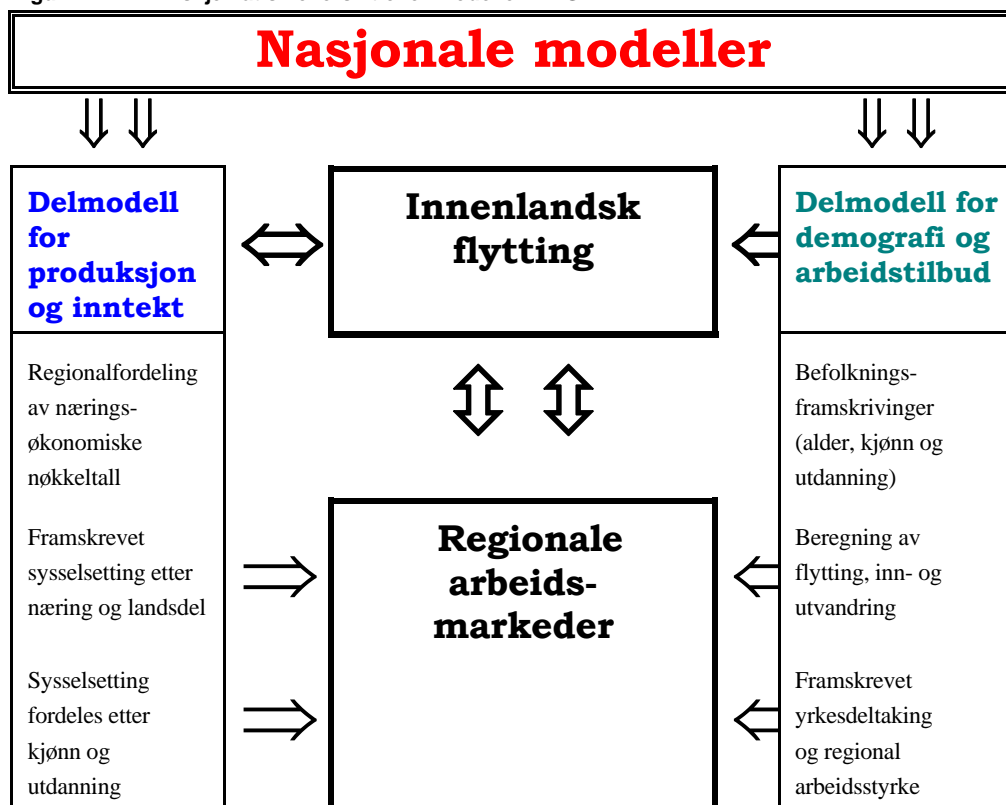 Nasjonale modeller
Delmodell
for
produksjon
og inntekt
Regionalfordeling
av nærings-
økonomiske
nøkkeltall
Framskrevet
sysselsetting etter
næring og landsdel
Sysselsetting
fordeles etter
kjønn og
utdanning
Innenlandsk
flytting
Regionale
arbeids-
markeder
Delmodell for
demografi og
arbeidstilbud
Befolknings-
framskrivinger
(alder, kjønn og
utdanning)
Beregning av
flytting, inn- og
utvandring
Framskrevet
yrkesdeltaking
og regional
arbeidsstyrke